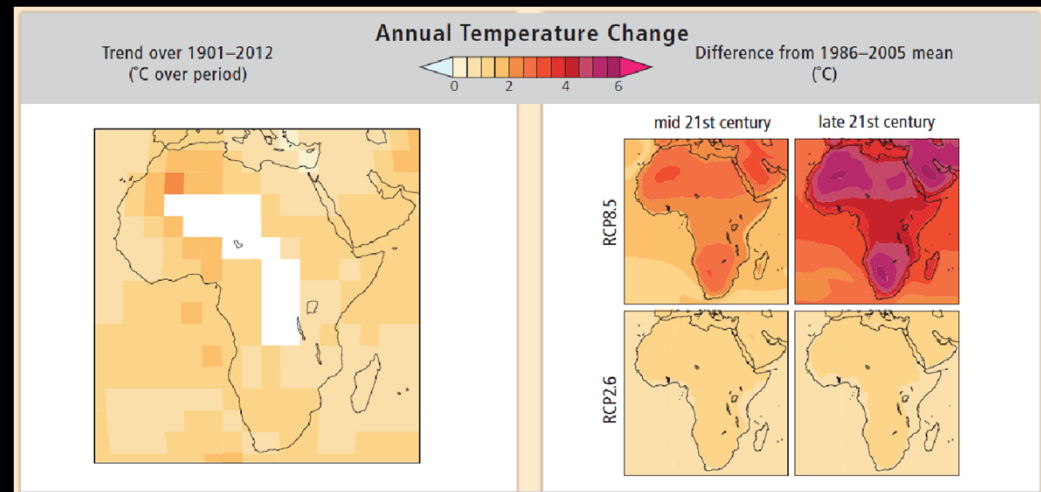 Annual Temperature Change
Trend over 1901–2012
(˚C over period)
0 2 4 6
Difference from 1986–2005 mean
(˚C)
mid 21st century
late 21st century
RCP8.5
RCP2.6